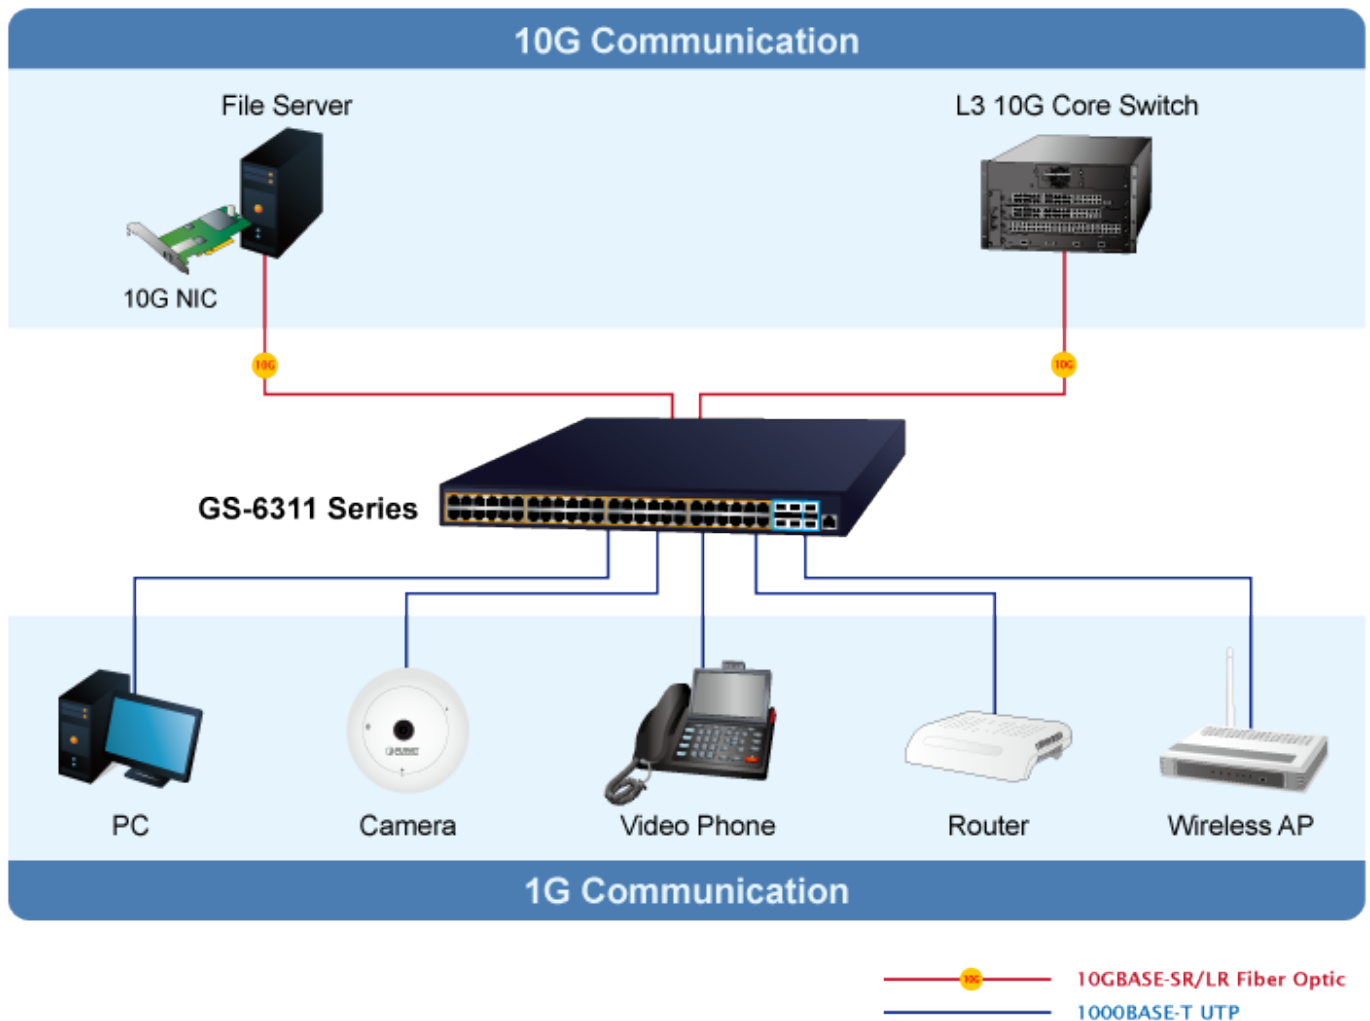 10G Communication
File Server
L3 10G Core Switch
10G NIC
10G
10G
GS-6311 Series
PLANET
PC
Camera
Video Phone
Router
Wireless AP
1G Communication
10G
10GBASE-SR/LR Fiber Optic
1000BASE-T UTP